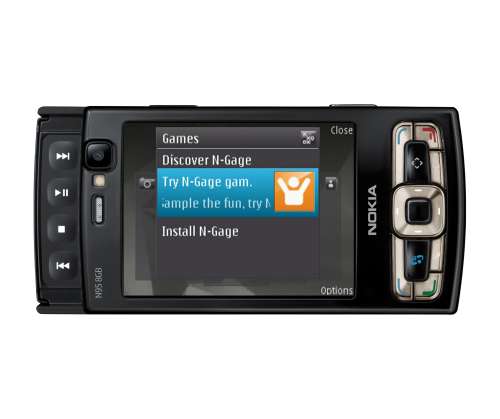 Close
Games
Discover N-Gage
Try N-Gage gam.
ample the fun, try N
Install N-Gage
Options
NOKIA
N95 8GB